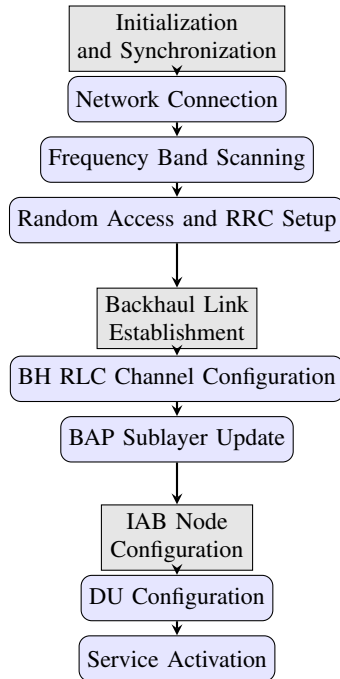 Initialization
and Synchronization
Network Connection
Frequency Band Scanning
Random Access and RRC Setup
Backhaul Link
Establishment
BH RLC Channel Configuration
BAP Sublayer Update
IAB Node
Configuration
DU Configuration
Service Activation